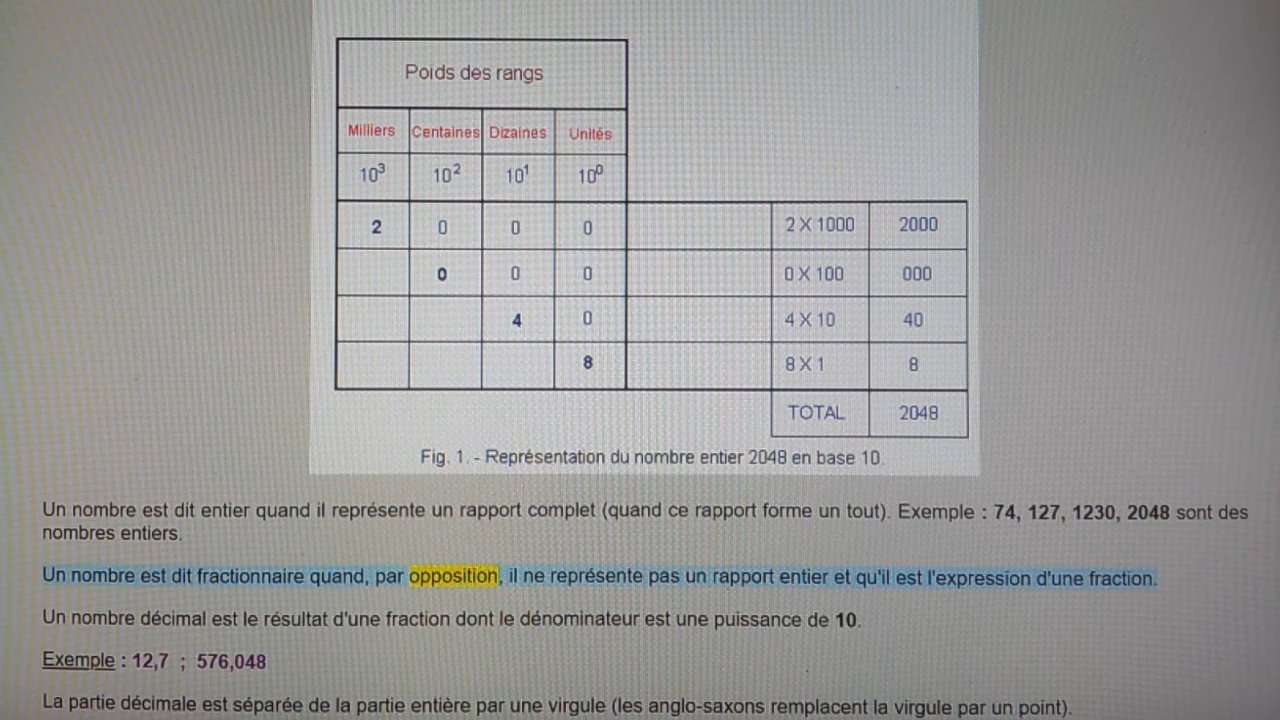 Poids des rangs
Milliers Centaines Dizaines Unités
10³ 10² 10¹ 10⁰
2 0 0 0 2 X 1000 2000
0 0 0 0 X 100 000
4 0 4 X 10 40
8 8 X 1 8
TOTAL 2048
Fig. 1. - Représentation du nombre entier 2048 en base 10.
Un nombre est dit entier quand il représente un rapport complet (quand ce rapport forme un tout). Exemple : 74, 127, 1230, 2048 sont des
nombres entiers.
Un nombre est dit fractionnaire quand, par opposition, il ne représente pas un rapport entier et qu'il est l'expression d'une fraction.
Un nombre décimal est le résultat d'une fraction dont le dénominateur est une puissance de 10.
Exemple : 12,7 ; 576,048
La partie décimale est séparée de la partie entière par une virgule (les anglo-saxons remplacent la virgule par un point).